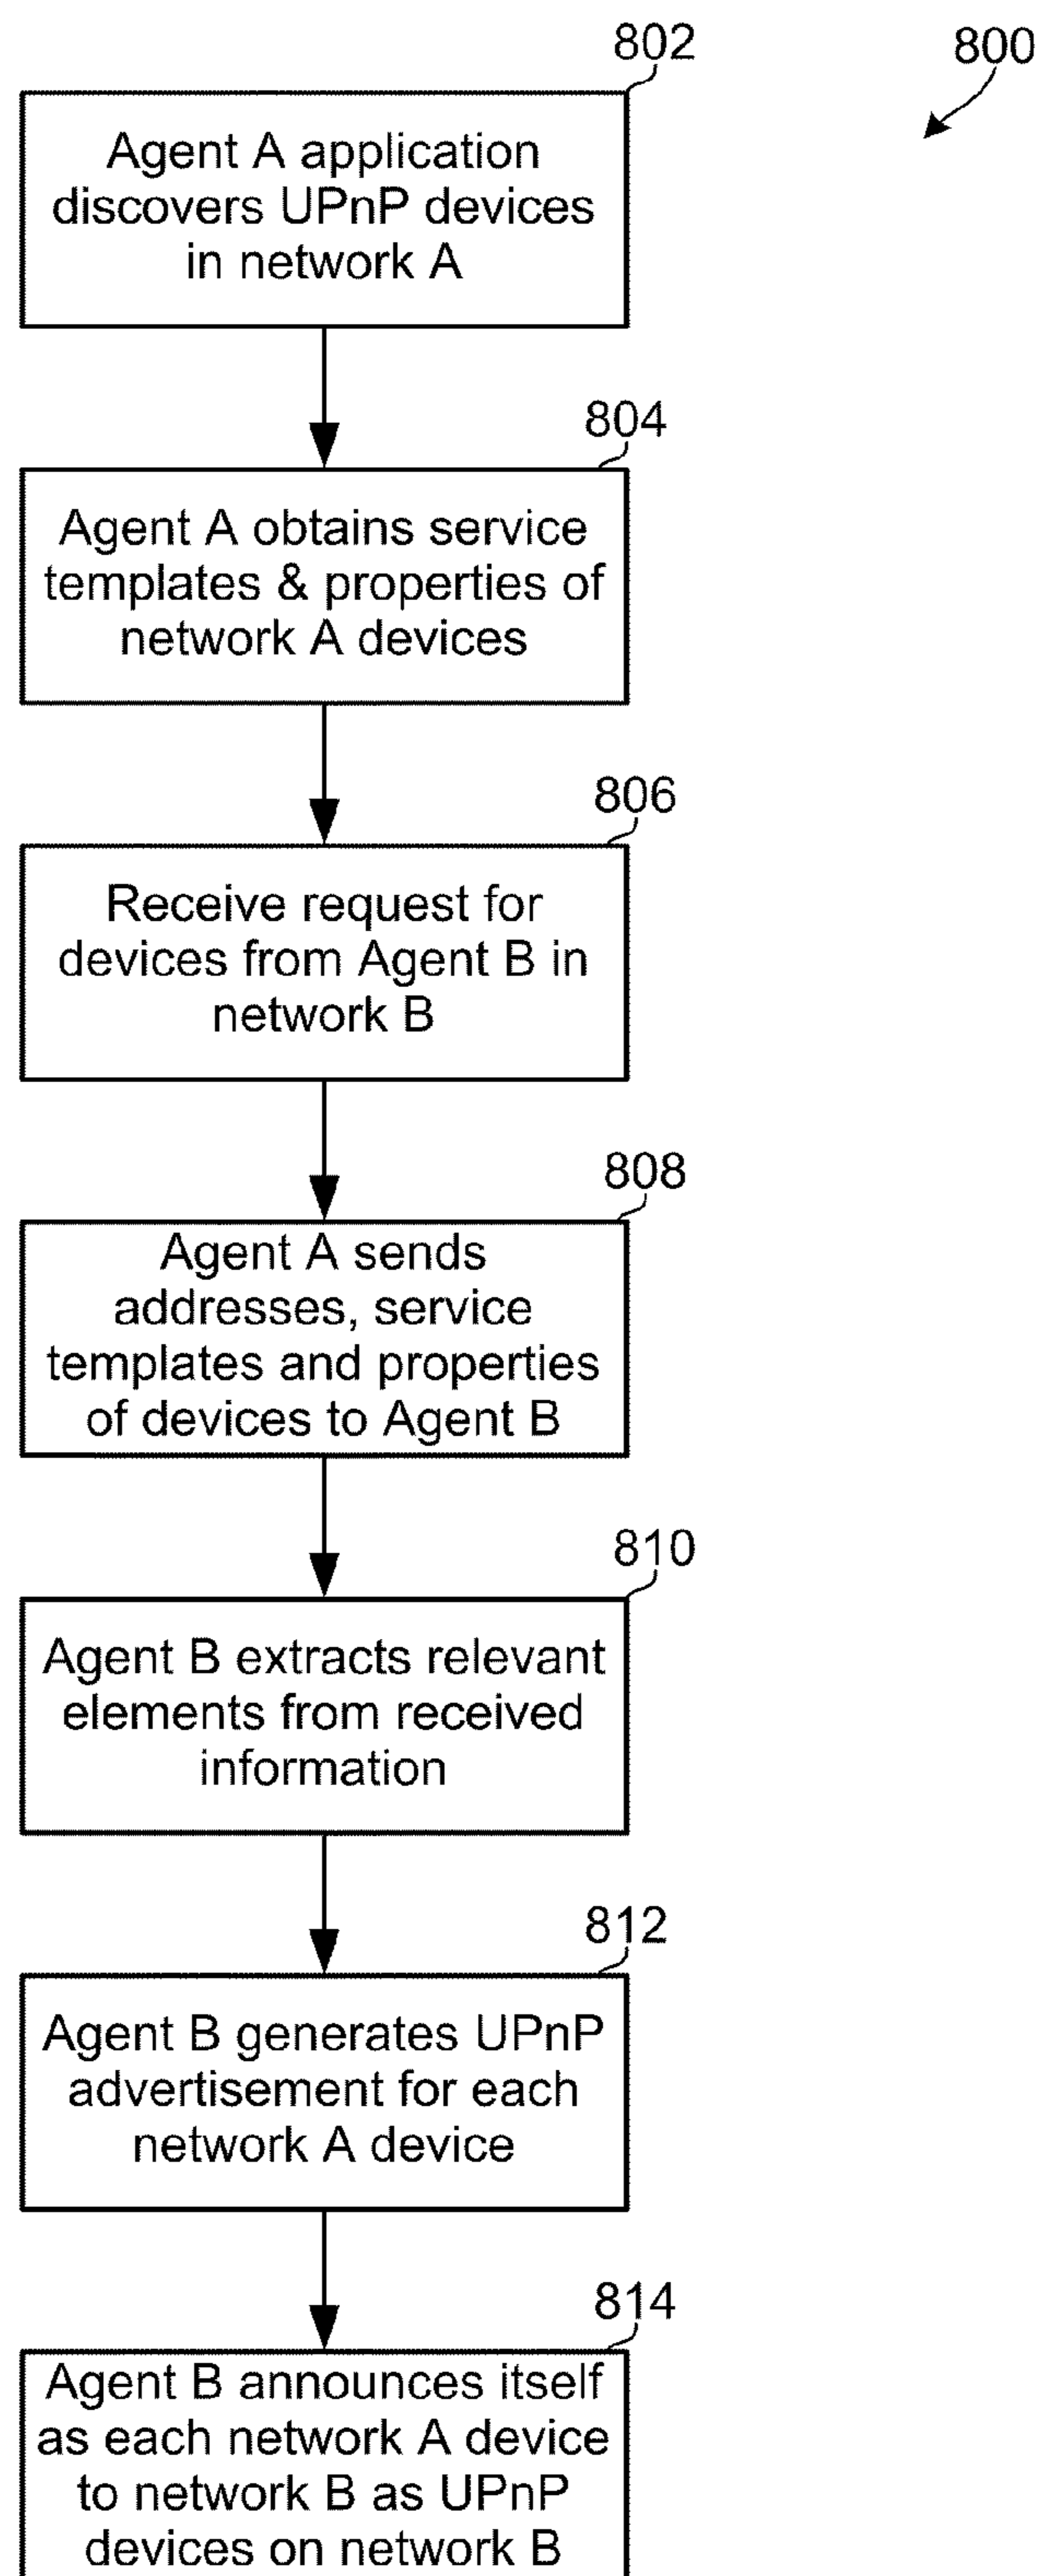 802
800
Agent A application
discovers UPnP devices
in network A
804
Agent A obtains service
templates & properties of
network A devices
806
Receive request for
devices from Agent B in
network B
808
Agent A sends
addresses, service
templates and properties
of devices to Agent B
810
Agent B extracts relevant
elements from received
information
812
Agent B generates UPnP
advertisement for each
network A device
814
Agent B announces itself
as each network A device
to network B as UPnP
devices on network B